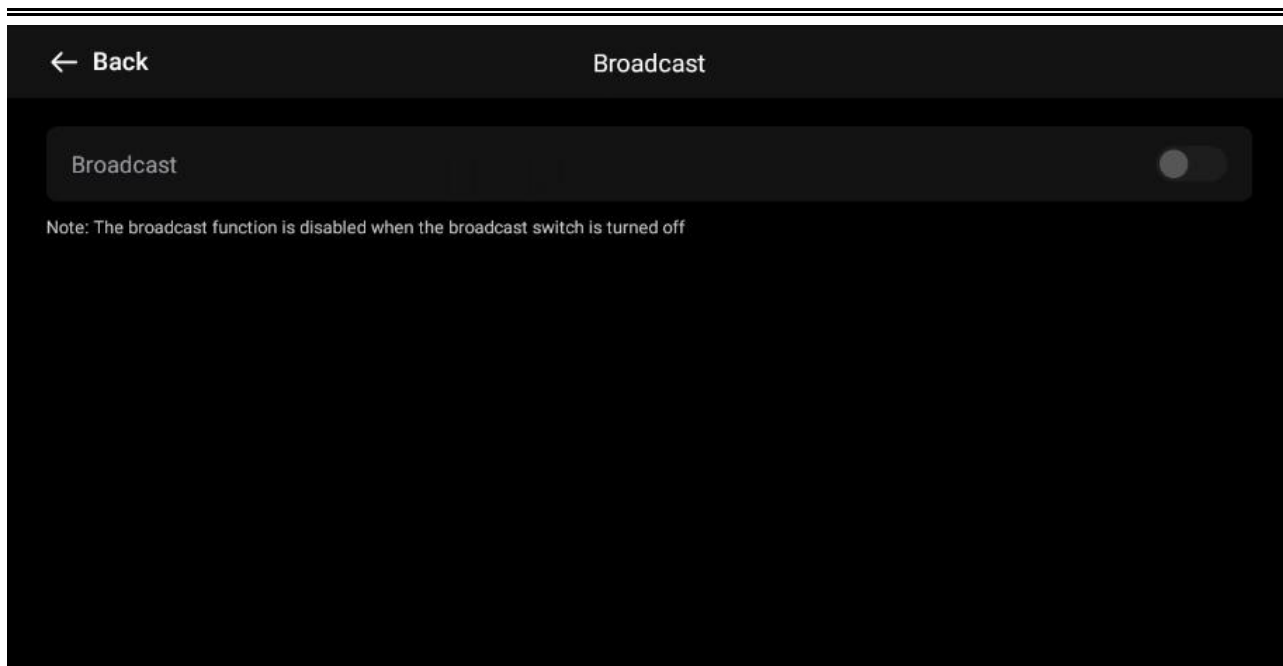 Back
Broadcast
Broadcast
Note: The broadcast function is disabled when the broadcast switch is turned off